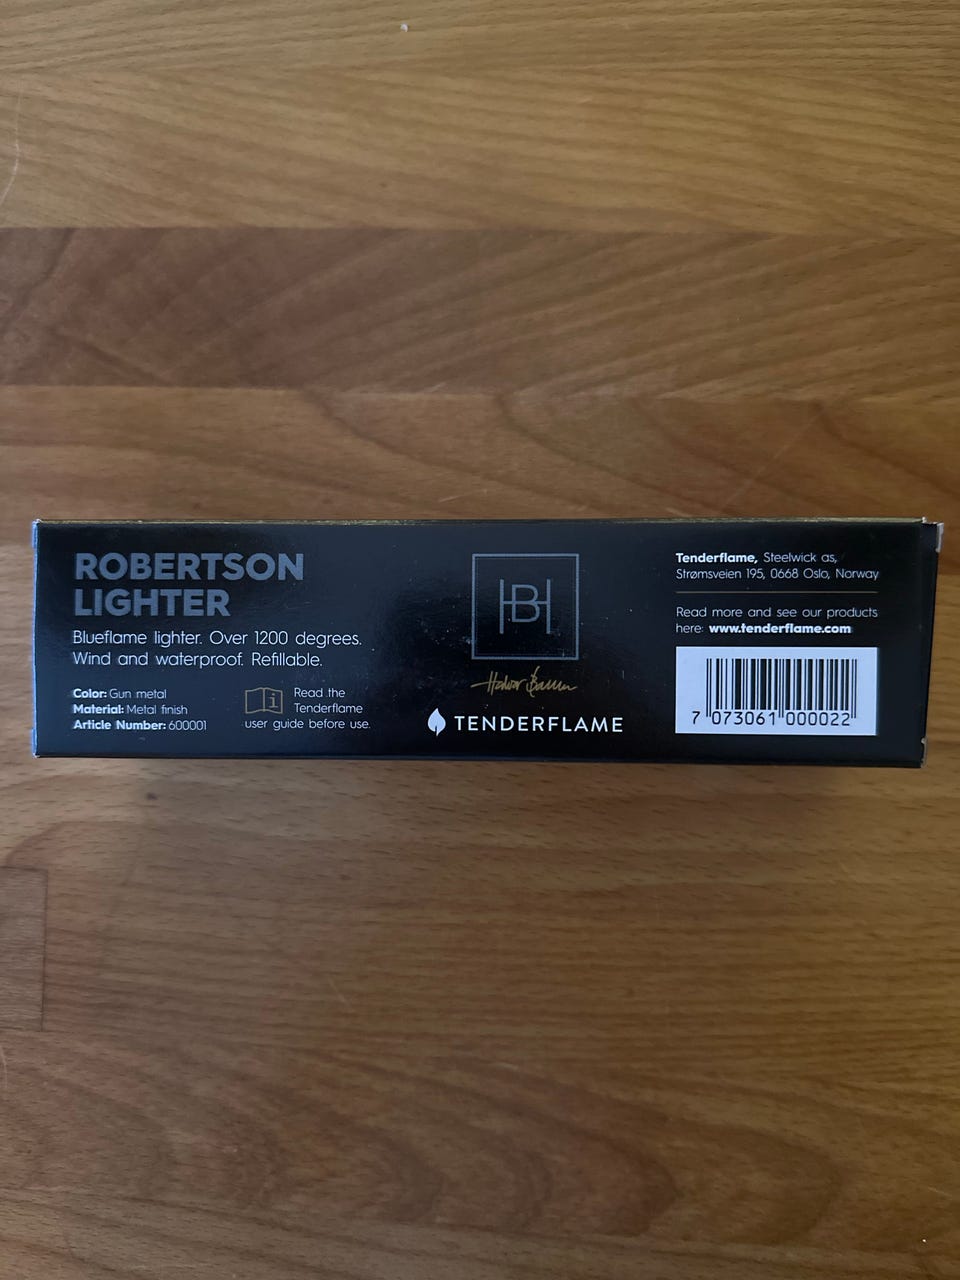 ROBERTSON
LIGHTER
Blueflame lighter. Over 1200 degrees.
Wind and waterproof. Refillable.
Color: Gun metal
Material: Metal finish
Article Number: 600001
i
Read the
Tenderflame
user guide before use.
HB
TENDERFLAME
Tenderflame, Steelwick as,
Strømsveien 195, 0668 Oslo, Norway
Read more and see our products
here: www.tenderflame.com
7 073061 000022